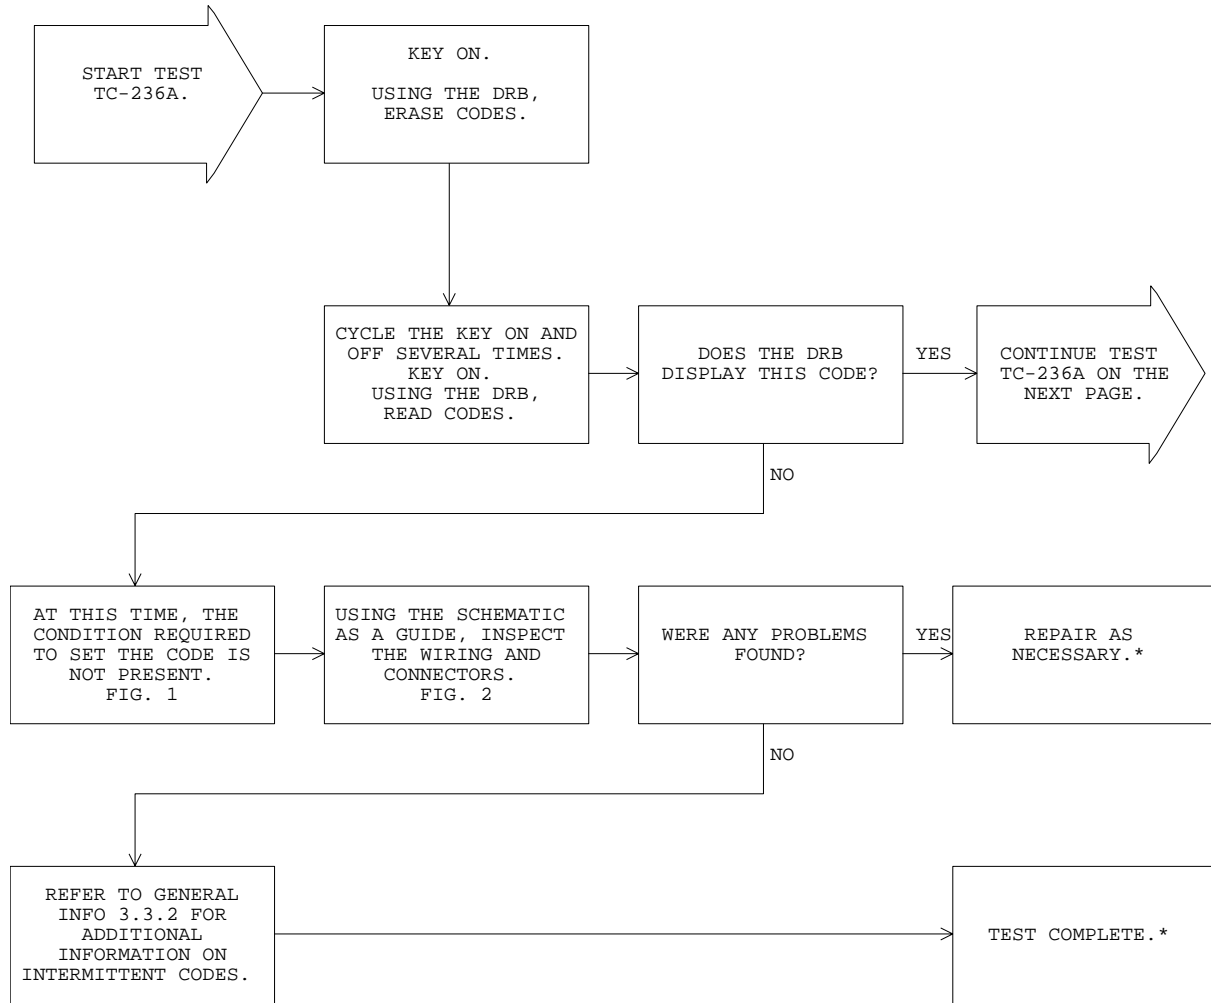 START TEST
TC-236A.
KEY ON.
USING THE DRB,
ERASE CODES.
CYCLE THE KEY ON AND
OFF SEVERAL TIMES.
KEY ON.
USING THE DRB,
READ CODES.
DOES THE DRB
DISPLAY THIS CODE?
YES
CONTINUE TEST
TC-236A ON THE
NEXT PAGE.
NO
AT THIS TIME, THE
CONDITION REQUIRED
TO SET THE CODE IS
NOT PRESENT.
FIG. 1
USING THE SCHEMATIC
AS A GUIDE, INSPECT
THE WIRING AND
CONNECTORS.
FIG. 2
WERE ANY PROBLEMS
FOUND?
YES
REPAIR AS
NECESSARY.*
NO
REFER TO GENERAL
INFO 3.3.2 FOR
ADDITIONAL
INFORMATION ON
INTERMITTENT CODES.
TEST COMPLETE.*